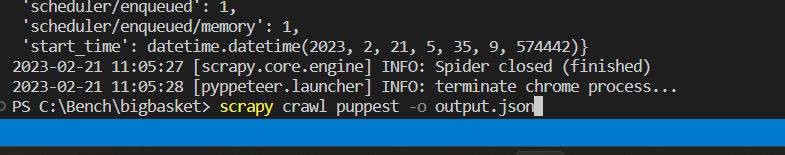 'scheduler/enqueued': 1,
'scheduler/enqueued/memory': 1,
'start_time': datetime.datetime(2023, 2, 21, 5, 35, 9, 574442)}
2023-02-21 11:05:27 [scrapy.core.engine] INFO: Spider closed (finished)
2023-02-21 11:05:28 [pyppeteer.launcher] INFO: terminate chrome process...
PS C:\Bench\bigbasket> scrapy crawl puppest -o output.json